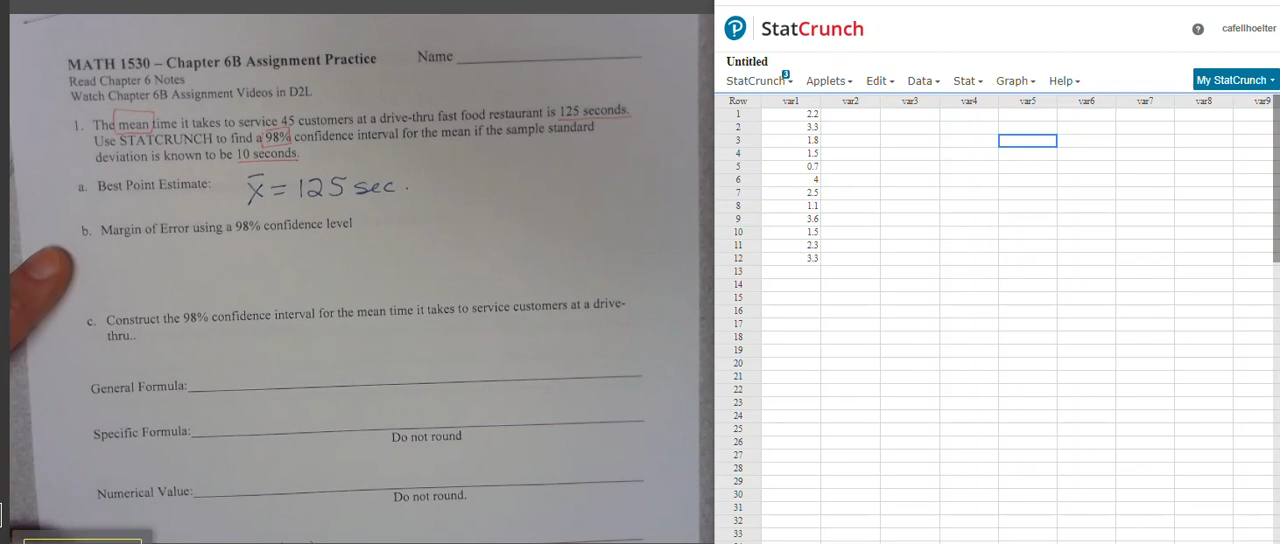 MATH 1530 – Chapter 6B Assignment Practice Name
Read Chapter 6 Notes
Watch Chapter 6B Assignment Videos in D2L
1. The mean time it takes to service 45 customers at a drive-thru fast food restaurant is 125 seconds.
Use STATCRUNCH to find a 98% confidence interval for the mean if the sample standard
deviation is known to be 10 seconds.
a. Best Point Estimate: x̄ = 125 sec.
b. Margin of Error using a 98% confidence level
c. Construct the 98% confidence interval for the mean time it takes to service customers at a drive-
thru..
General Formula:
Specific Formula:
Do not round
Numerical Value:
Do not round.
StatCrunch
? cafellhoelter
Untitled
StatCrunch 3 Applets Edit Data Stat Graph Help My StatCrunch
Row var1 var2 var3 var4 var5 var6 var7 var8 var9
1 2.2
2 3.3
3 1.8
4 1.5
5 0.7
6 4
7 2.5
8 1.1
9 3.6
10 1.5
11 2.3
12 3.3
13
14
15
16
17
18
19
20
21
22
23
24
25
26
27
28
29
30
31
32
33